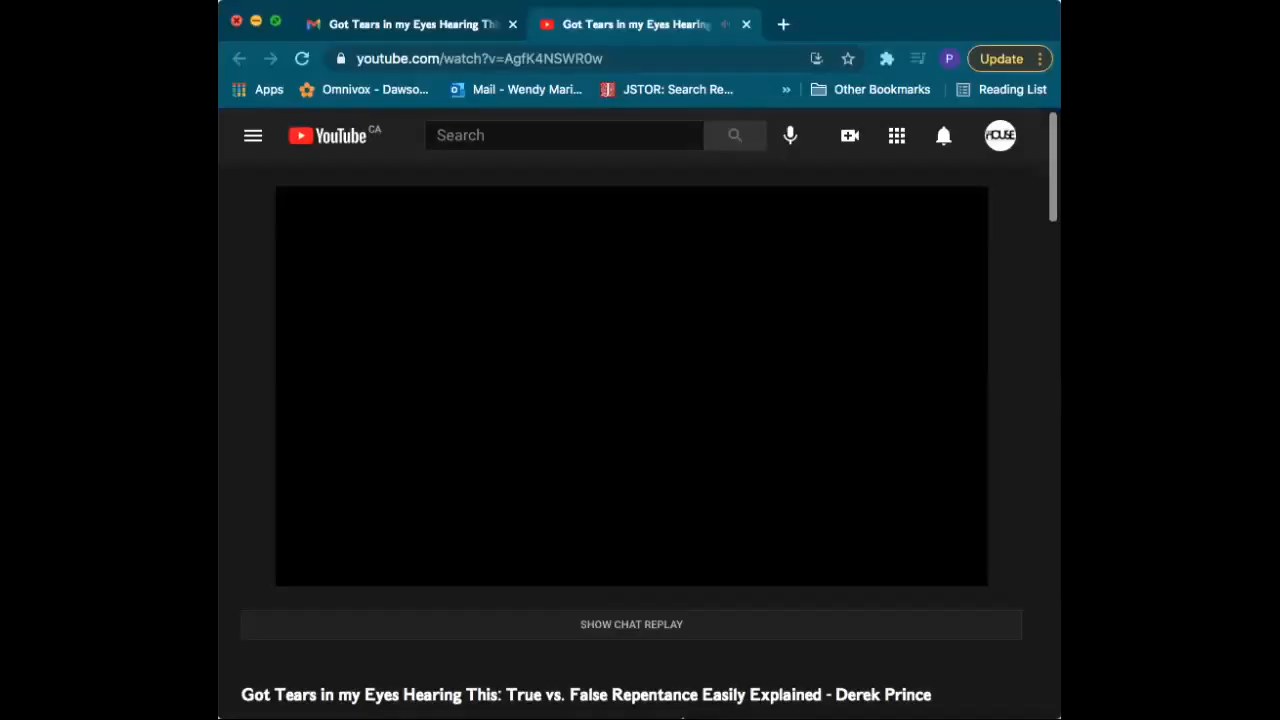 Got Tears in my Eyes Hearing Thi
Got Tears in my Eyes Hearing
youtube.com/watch?v=AgfK4NSWR0w
P
Update
Apps
Omnivox - Dawso...
Mail - Wendy Mari...
JSTOR: Search Re...
»
Other Bookmarks
Reading List
YouTube CA
Search
HOUSE
SHOW CHAT REPLAY
Got Tears in my Eyes Hearing This: True vs. False Repentance Easily Explained - Derek Prince